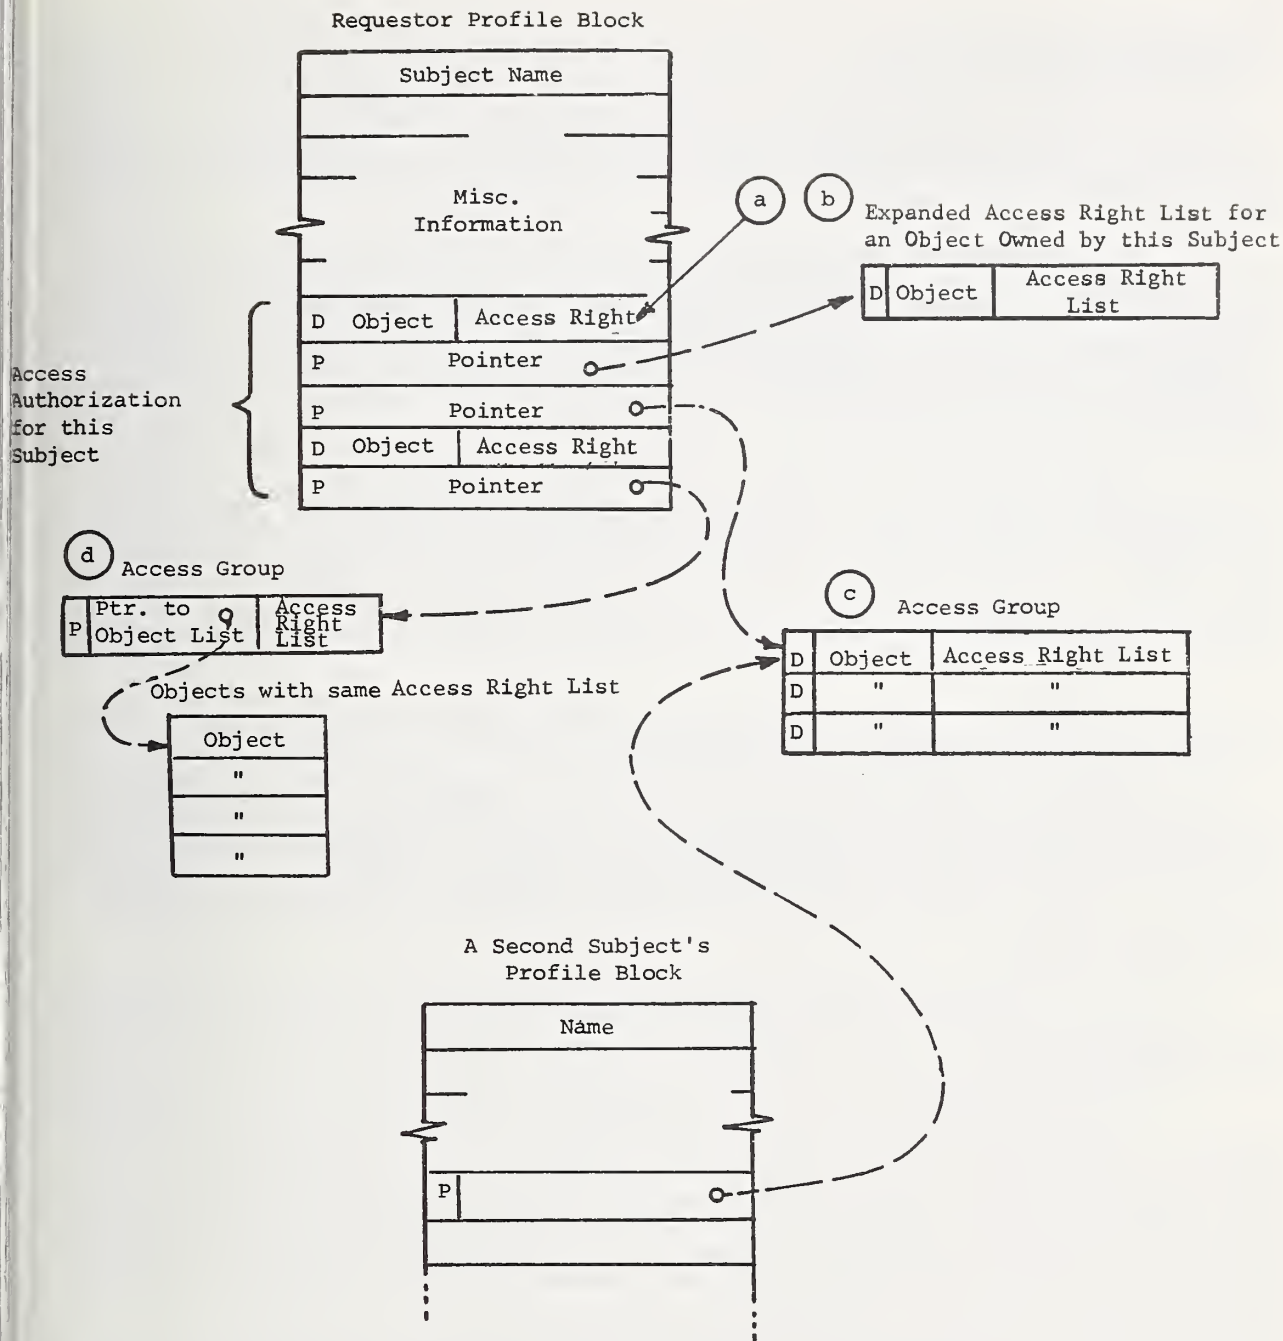 Requestor Profile Block
Subject Name
Misc.
Information
a
b
Expanded Access Right List for
an Object Owned by this Subject
D Object Access Right
List
D Object Access Right
P Pointer
P Pointer
D Object Access Right
P Pointer
Access
Authorization
for this
Subject
d
Access Group
P Ptr. to
Object List
Access
Right
List
Objects with same Access Right List
Object
"
"
"
c
Access Group
D Object Access Right List
D " "
D " "
A Second Subject's
Profile Block
Name
P